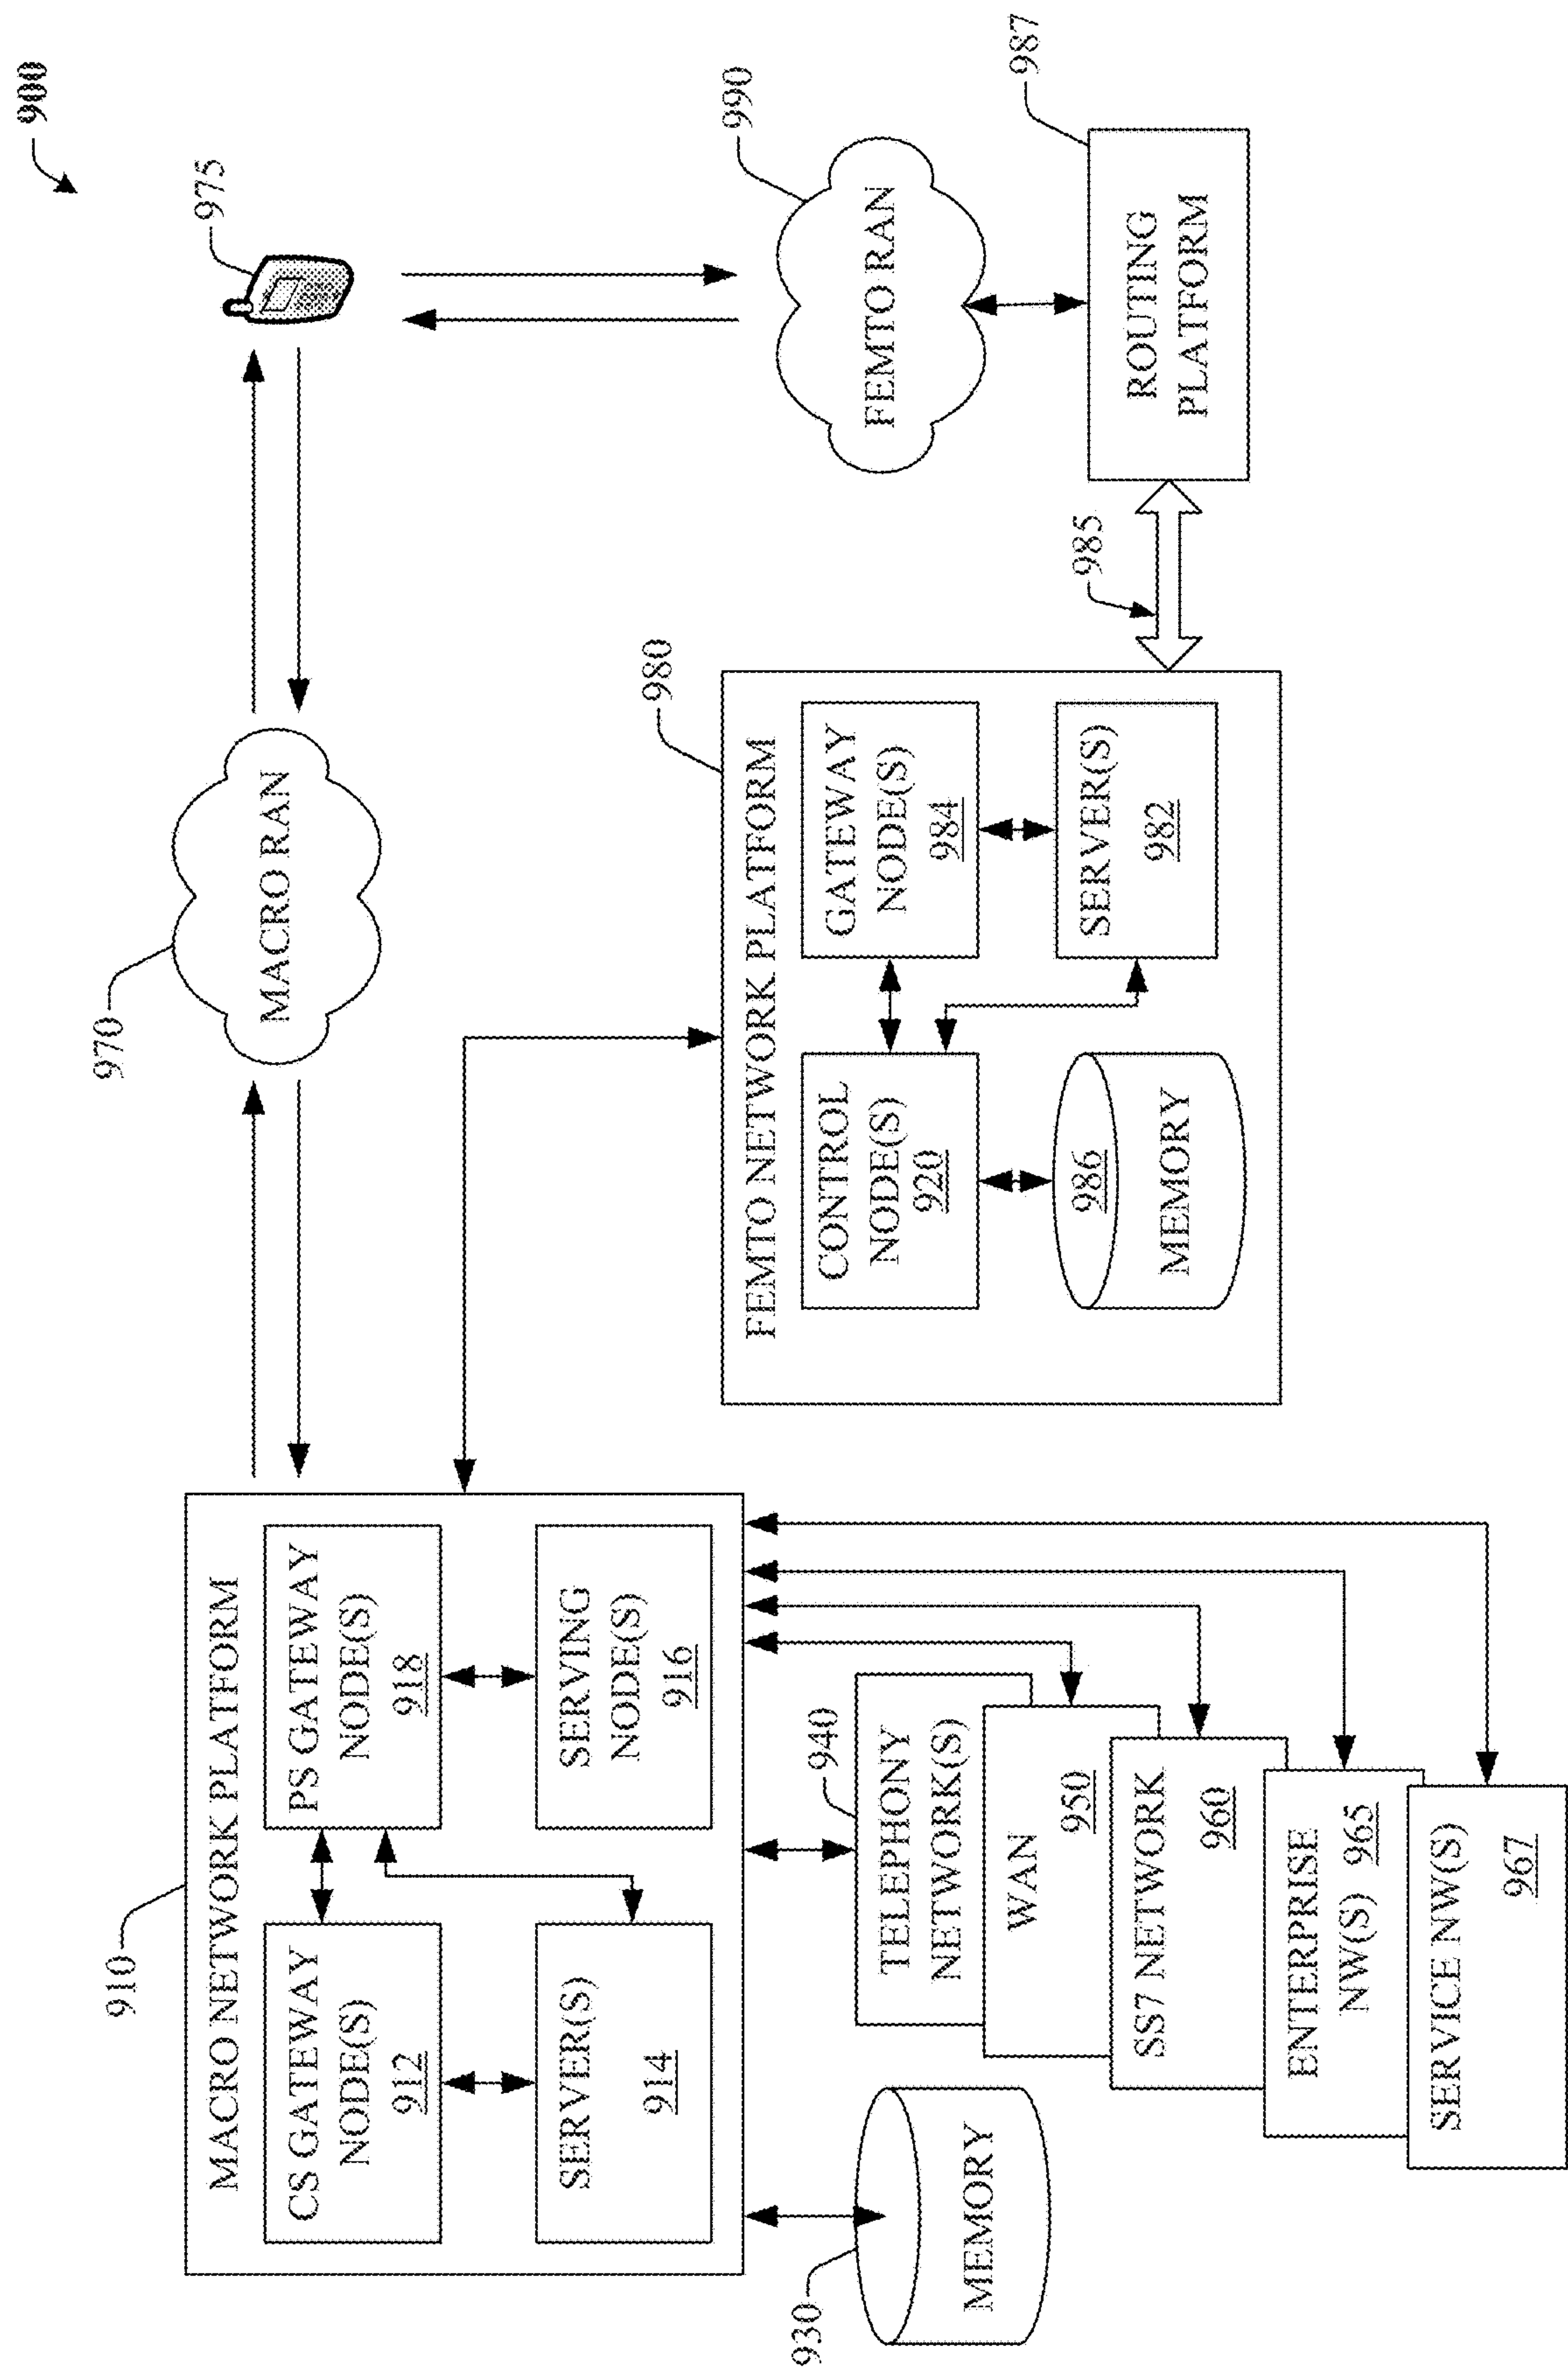 900
975
970
MACRO RAN
990
FEMTO RAN
987
ROUTING
PLATFORM
985
910
MACRO NETWORK PLATFORM
CS GATEWAY
NODE(S)
912
PS GATEWAY
NODE(S)
918
SERVER(S)
914
SERVING
NODE(S)
916
980
FEMTO NETWORK PLATFORM
CONTROL
NODE(S)
920
GATEWAY
NODE(S)
984
986
MEMORY
SERVER(S)
982
930
MEMORY
940
TELEPHONY
NETWORK(S)
WAN
950
SS7 NETWORK
960
ENTERPRISE
NW(S) 965
SERVICE NW(S)
967